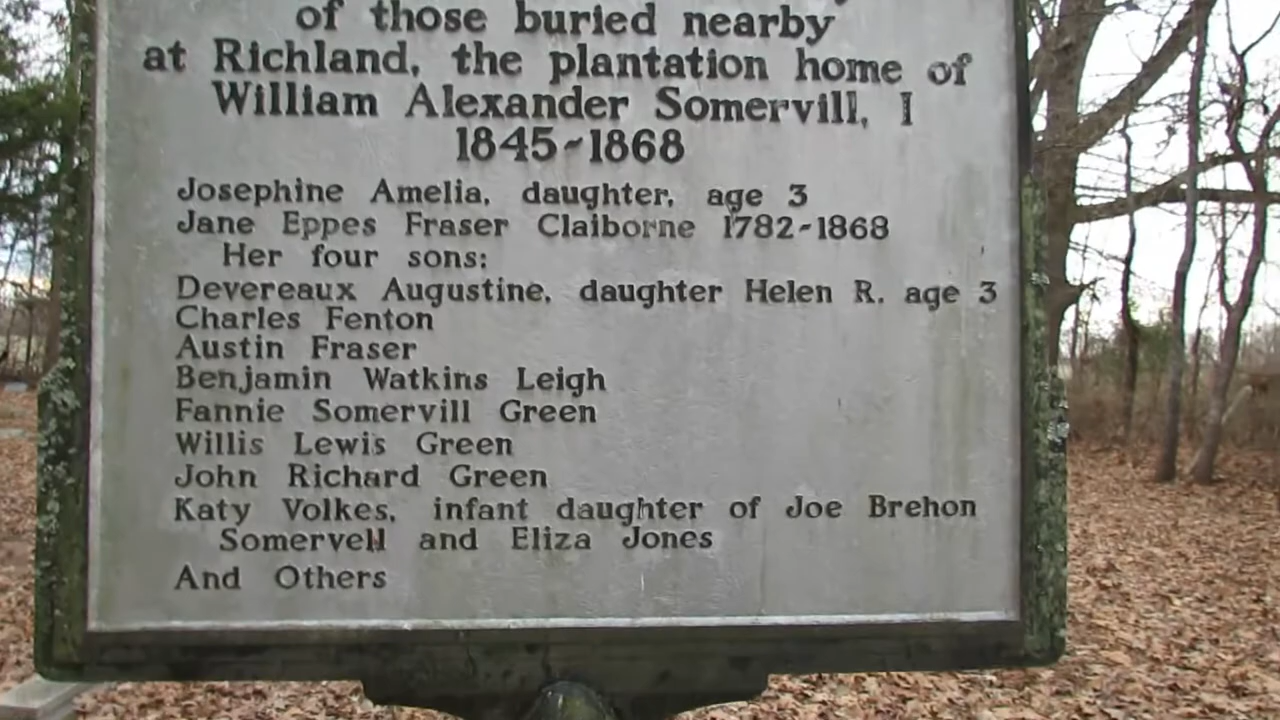 of those buried nearby
at Richland, the plantation home of
William Alexander Somervill, I
1845~1868
Josephine Amelia, daughter, age 3
Jane Eppes Fraser Claiborne 1782~1868
Her four sons:
Devereaux Augustine, daughter Helen R. age 3
Charles Fenton
Austin Fraser
Benjamin Watkins Leigh
Fannie Somervill Green
Willis Lewis Green
John Richard Green
Katy Volkes, infant daughter of Joe Brehon
Somervell and Eliza Jones
And Others